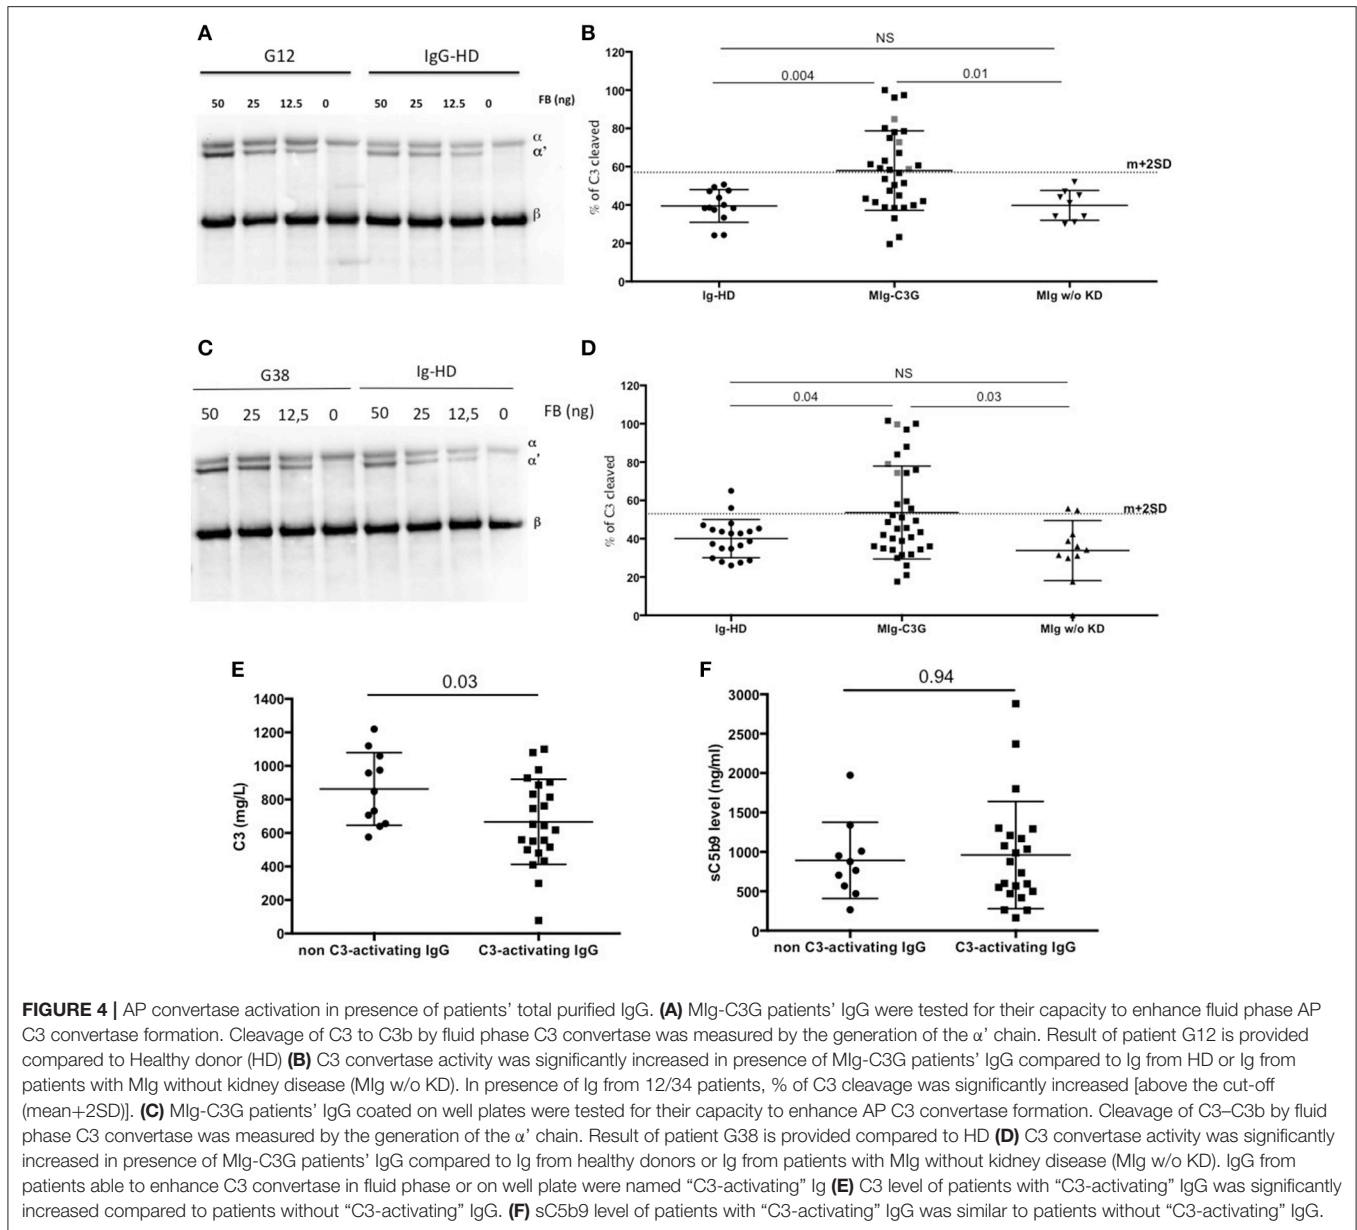 A
G12 IgG-HD
50 25 12.5 0 50 25 12.5 0 FB (ng)
α
α’
β
B
NS
0.004 0.01
120
100
80
60
40
20
0
% of C3 cleaved
m+2SD
Ig-HD MIg-C3G MIg w/o KD
C
G38 Ig-HD
50 25 12,5 0 50 25 12,5 0 FB (ng)
α
α’
β
D
NS
0.04 0.03
120
100
80
60
40
20
0
% of C3 cleaved
m+2SD
Ig-HD MIg-C3G MIg w/o KD
E
0.03
1400
1200
1000
800
600
400
200
0
C3 (mg/L)
non C3-activating IgG C3-activating IgG
F
0.94
3000
2500
2000
1500
1000
500
0
sC5b9 level (ng/ml)
non C3-activating IgG C3-activating IgG
FIGURE 4 | AP convertase activation in presence of patients’ total purified IgG. (A) MIg-C3G patients’ IgG were tested for their capacity to enhance fluid phase AP
C3 convertase formation. Cleavage of C3 to C3b by fluid phase C3 convertase was measured by the generation of the α’ chain. Result of patient G12 is provided
compared to Healthy donor (HD) (B) C3 convertase activity was significantly increased in presence of MIg-C3G patients’ IgG compared to Ig from HD or Ig from
patients with MIg without kidney disease (MIg w/o KD). In presence of Ig from 12/34 patients, % of C3 cleavage was significantly increased [above the cut-off
(mean+2SD)]. (C) MIg-C3G patients’ IgG coated on well plates were tested for their capacity to enhance AP C3 convertase formation. Cleavage of C3–C3b by fluid
phase C3 convertase was measured by the generation of the α’ chain. Result of patient G38 is provided compared to HD (D) C3 convertase activity was significantly
increased in presence of MIg-C3G patients’ IgG compared to Ig from healthy donors or Ig from patients with MIg without kidney disease (MIg w/o KD). IgG from
patients able to enhance C3 convertase in fluid phase or on well plate were named “C3-activating” Ig (E) C3 level of patients with “C3-activating” IgG was significantly
increased compared to patients without “C3-activating” IgG. (F) sC5b9 level of patients with “C3-activating” IgG was similar to patients without “C3-activating” IgG.